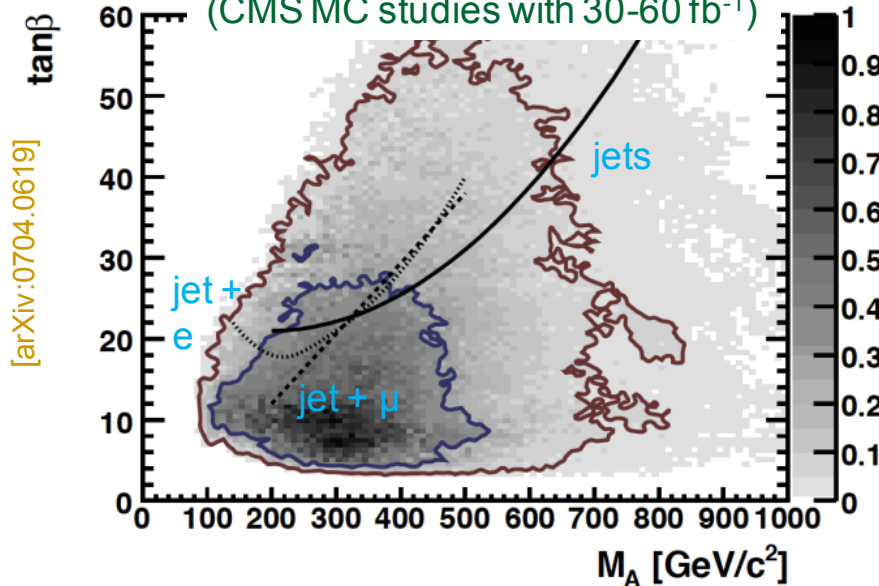 (CMS MC studies with 30-60 fb⁻¹)
tanβ
60
50
40
30
20
10
0
[arXiv:0704.0619]
jets
jet +
e
jet + μ
0 100 200 300 400 500 600 700 800 900 1000
M_A [GeV/c²]
1
0.9
0.8
0.7
0.6
0.5
0.4
0.3
0.2
0.1
0